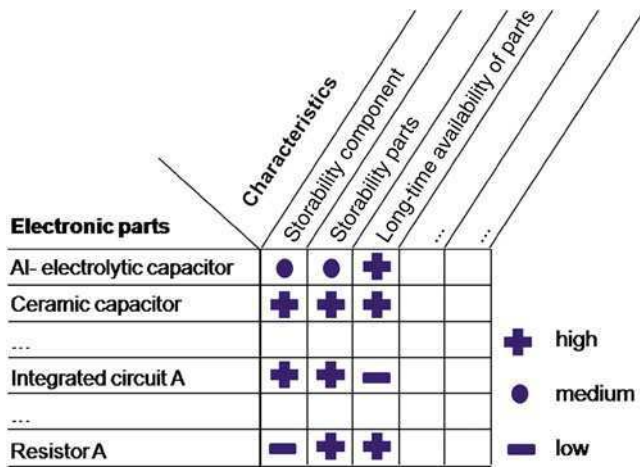 Characteristics
Storability component
Storability parts
Long-time availability of parts
...
...
Electronic parts
Al- electrolytic capacitor
Ceramic capacitor
...
Integrated circuit A
...
Resistor A
high
medium
low